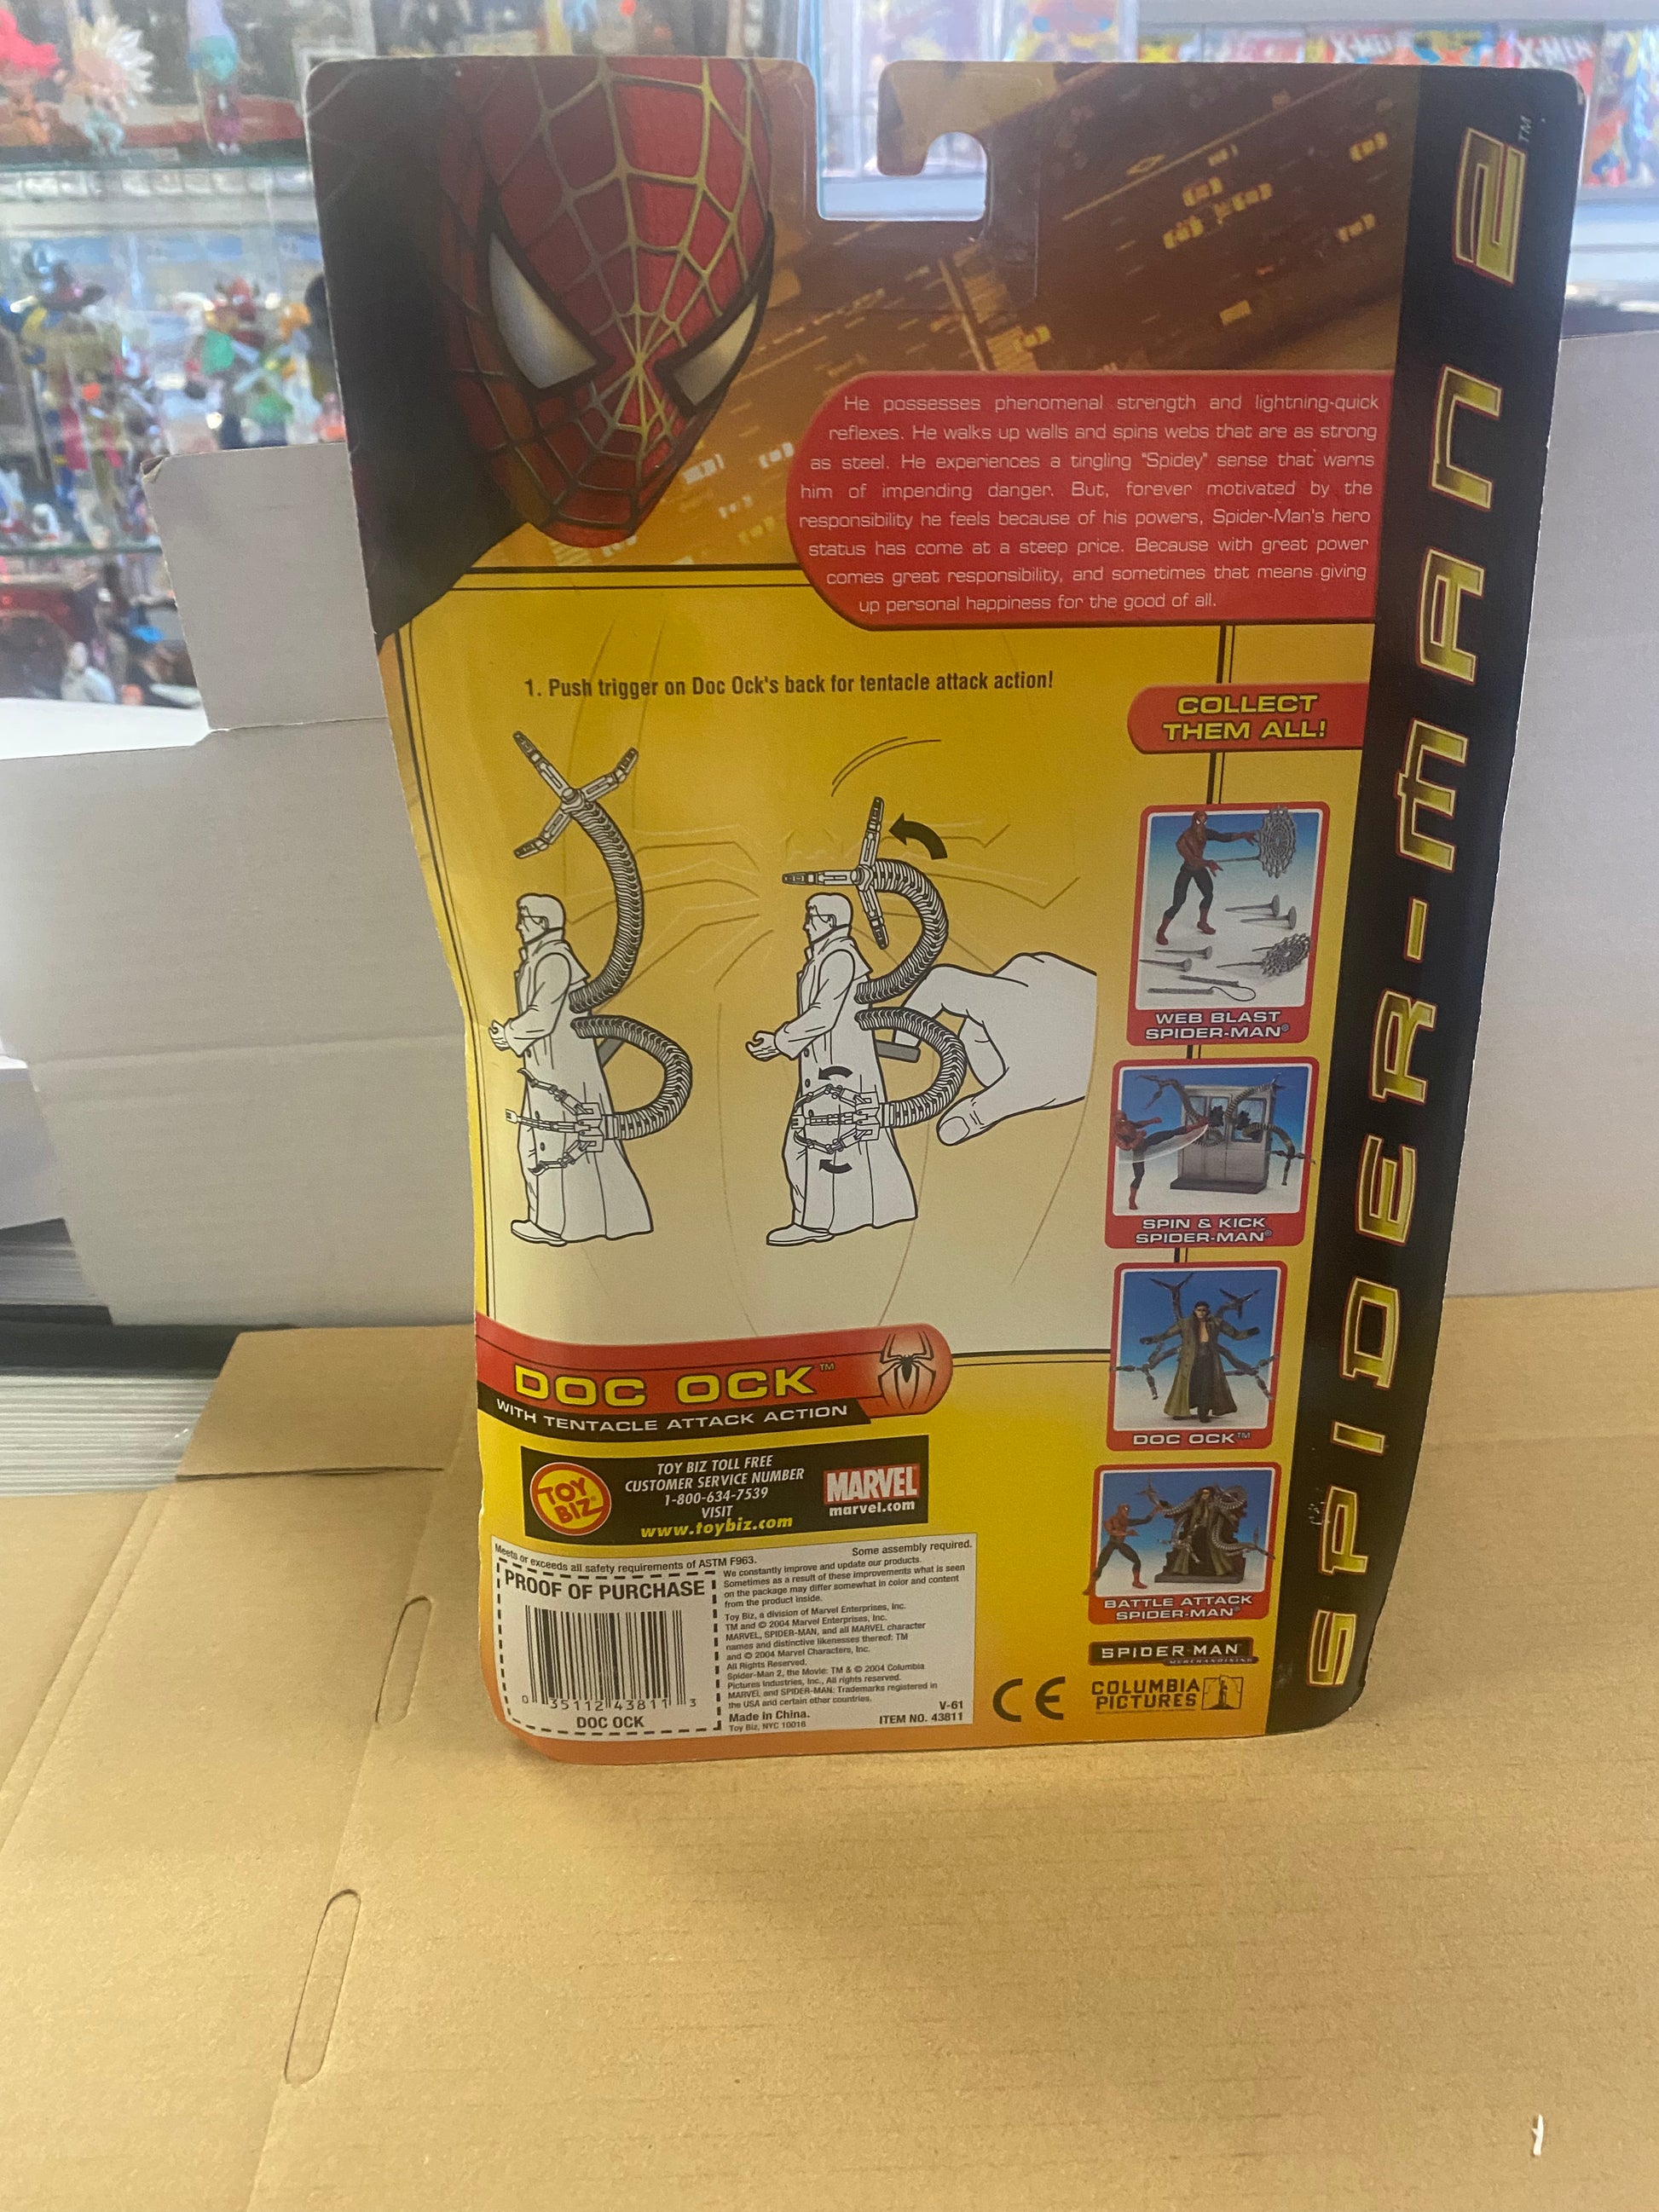 X-MEN
X-MEN
SPIDER-MAN 2™
He possesses phenomenal strength and lightning-quick
reflexes. He walks up walls and spins webs that are as strong
as steel. He experiences a tingling "Spidey" sense that warns
him of impending danger. But, forever motivated by the
responsibility he feels because of his powers, Spider-Man's hero
status has come at a steep price. Because with great power
comes great responsibility, and sometimes that means giving
up personal happiness for the good of all.
1. Push trigger on Doc Ock's back for tentacle attack action!
COLLECT
THEM ALL!
WEB BLAST
SPIDER-MAN®
SPIN & KICK
SPIDER-MAN®
DOC OCK™
BATTLE ATTACK
SPIDER-MAN®
DOC OCK™
WITH TENTACLE ATTACK ACTION
TOY
BIZ®
TOY BIZ TOLL FREE
CUSTOMER SERVICE NUMBER
1-800-634-7539
VISIT
www.toybiz.com
MARVEL
marvel.com
Meets or exceeds all safety requirements of ASTM F963.
Some assembly required.
PROOF OF PURCHASE
0 35112 43811 3
DOC OCK
We constantly improve and update our products.
Sometimes as a result of these improvements what is seen
on the package may differ somewhat in color and content
from the product inside.
Toy Biz, a division of Marvel Enterprises, Inc.
TM and © 2004 Marvel Enterprises, Inc.
MARVEL, SPIDER-MAN, and all MARVEL character
names and distinctive likenesses thereof: TM
and © 2004 Marvel Characters, Inc.
All Rights Reserved.
Spider-Man 2, the Movie: TM & © 2004 Columbia
Pictures Industries, Inc., All rights reserved.
MARVEL and SPIDER-MAN: Trademarks registered in
the USA and certain other countries.
Made in China.
Toy Biz, NYC 10016
V-61
ITEM NO. 43811
CE
SPIDER-MAN
MERCHANDISING
COLUMBIA
PICTURES